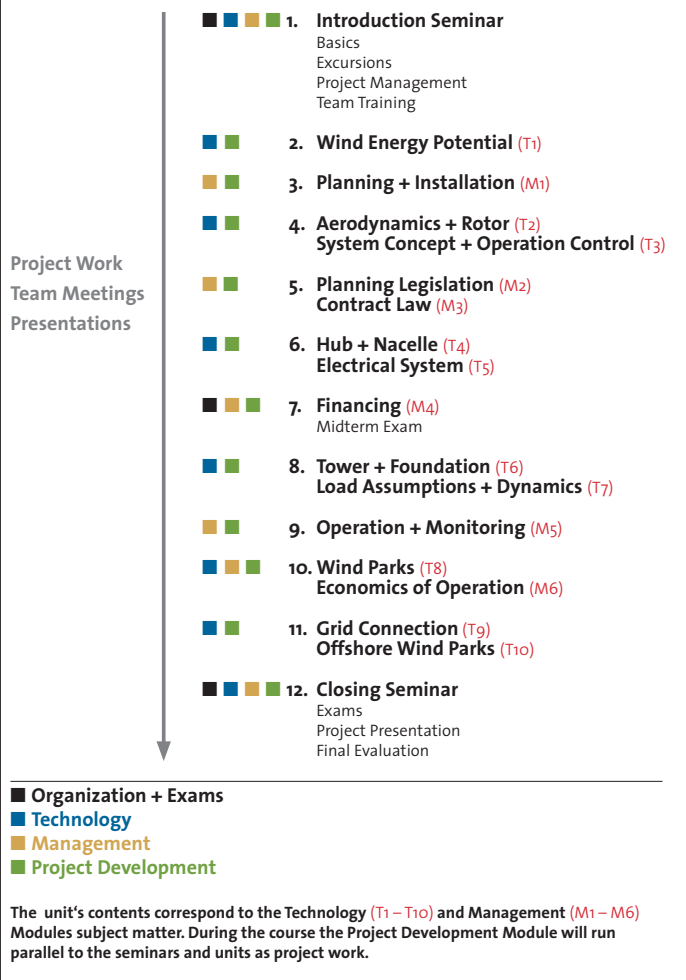 1. Introduction Seminar
Basics
Excursions
Project Management
Team Training
2. Wind Energy Potential (T1)
3. Planning + Installation (M1)
4. Aerodynamics + Rotor (T2)
System Concept + Operation Control (T3)
Project Work
Team Meetings
Presentations
5. Planning Legislation (M2)
Contract Law (M3)
6. Hub + Nacelle (T4)
Electrical System (T5)
7. Financing (M4)
Midterm Exam
8. Tower + Foundation (T6)
Load Assumptions + Dynamics (T7)
9. Operation + Monitoring (M5)
10. Wind Parks (T8)
Economics of Operation (M6)
11. Grid Connection (T9)
Offshore Wind Parks (T10)
12. Closing Seminar
Exams
Project Presentation
Final Evaluation
Organization + Exams
Technology
Management
Project Development
The unit‘s contents correspond to the Technology (T1 – T10) and Management (M1 – M6)
Modules subject matter. During the course the Project Development Module will run
parallel to the seminars and units as project work.